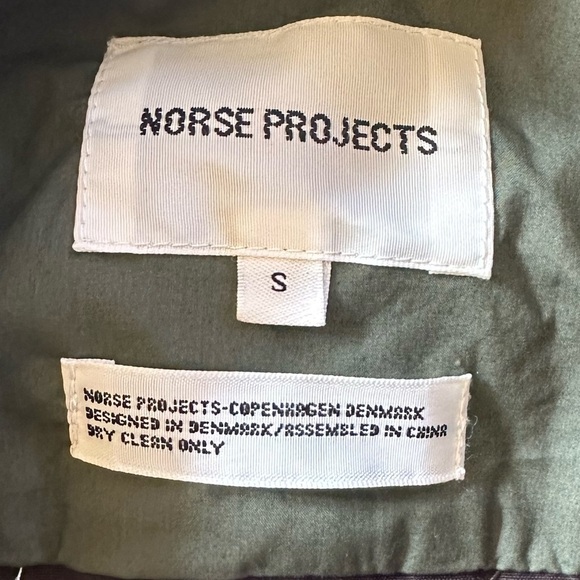 NORSE PROJECTS
S
NORSE PROJECTS-COPENHAGEN DENMARK
DESIGNED IN DENMARK/ASSEMBLED IN CHINA
DRY CLEAN ONLY